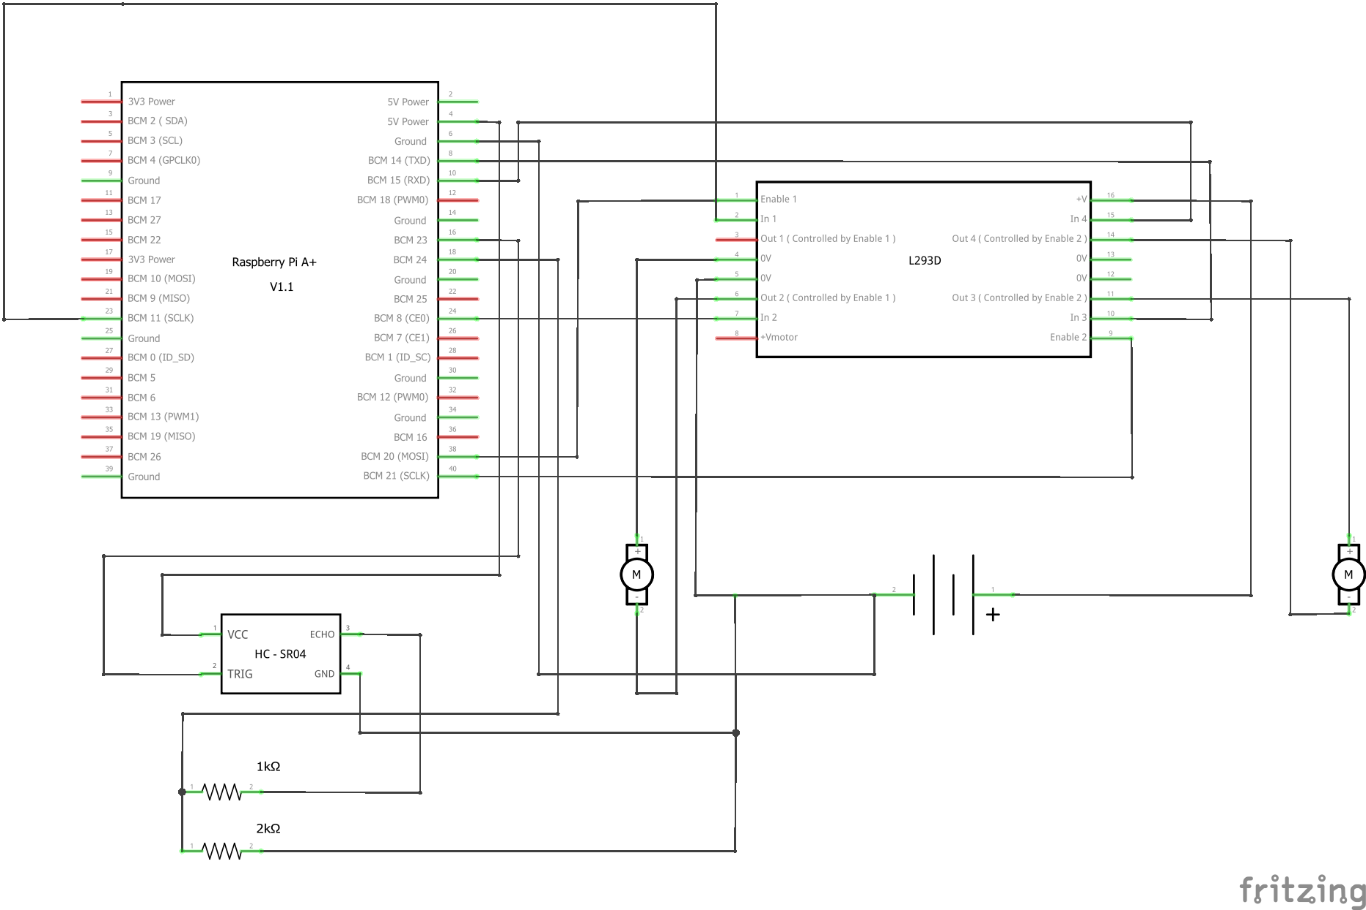 1 3V3 Power 5V Power 2
3 BCM 2 ( SDA) 5V Power 4
5 BCM 3 (SCL) Ground 6
7 BCM 4 (GPCLK0) BCM 14 (TXD) 8
9 Ground BCM 15 (RXD) 10
11 BCM 17 BCM 18 (PWM0) 12
13 BCM 27 Ground 14
15 BCM 22 BCM 23 16
17 3V3 Power BCM 24 18
19 BCM 10 (MOSI) Ground 20
21 BCM 9 (MISO) BCM 25 22
23 BCM 11 (SCLK) BCM 8 (CE0) 24
25 Ground BCM 7 (CE1) 26
27 BCM 0 (ID_SD) BCM 1 (ID_SC) 28
29 BCM 5 Ground 30
31 BCM 6 BCM 12 (PWM0) 32
33 BCM 13 (PWM1) Ground 34
35 BCM 19 (MISO) BCM 16 36
37 BCM 26 BCM 20 (MOSI) 38
39 Ground BCM 21 (SCLK) 40
Raspberry Pi A+
V1.1
1 Enable 1 +V 16
2 In 1 In 4 15
3 Out 1 ( Controlled by Enable 1 ) Out 4 ( Controlled by Enable 2 ) 14
4 0V 0V 13
5 0V 0V 12
6 Out 2 ( Controlled by Enable 1 ) Out 3 ( Controlled by Enable 2 ) 11
7 In 2 In 3 10
8 +Vmotor Enable 2 9
L293D
1
+
M
-
2
2 1
+
1
+
M
-
2
1 VCC ECHO 3
HC - SR04
2 TRIG GND 4
1kΩ
1 2
2kΩ
1 2
fritzing